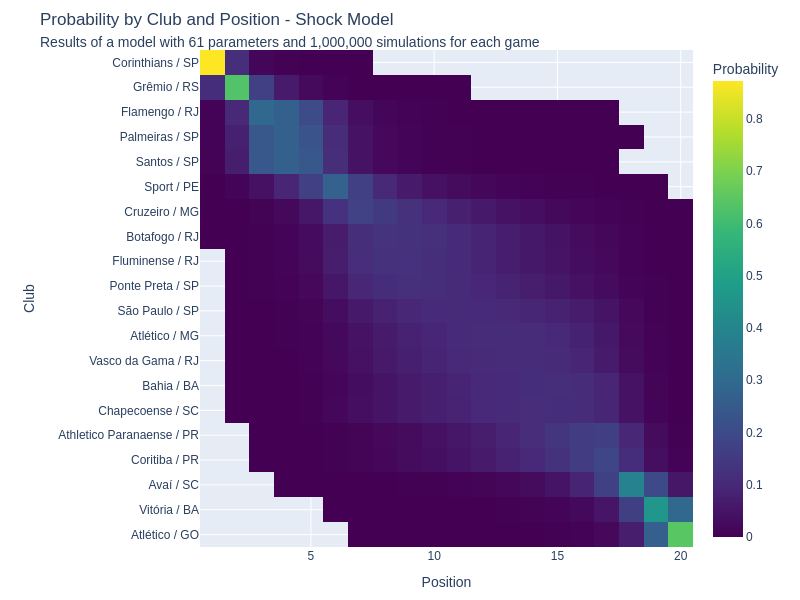 Probability by Club and Position - Shock Model
Results of a model with 61 parameters and 1,000,000 simulations for each game
Probability
Corinthians / SP
Grêmio / RS
Flamengo / RJ
Palmeiras / SP
Santos / SP
Sport / PE
Cruzeiro / MG
Botafogo / RJ
Fluminense / RJ
Ponte Preta / SP
São Paulo / SP
Atlético / MG
Vasco da Gama / RJ
Bahia / BA
Chapecoense / SC
Athletico Paranaense / PR
Coritiba / PR
Avaí / SC
Vitória / BA
Atlético / GO
Club
5
10
15
20
Position
0.8
0.7
0.6
0.5
0.4
0.3
0.2
0.1
0